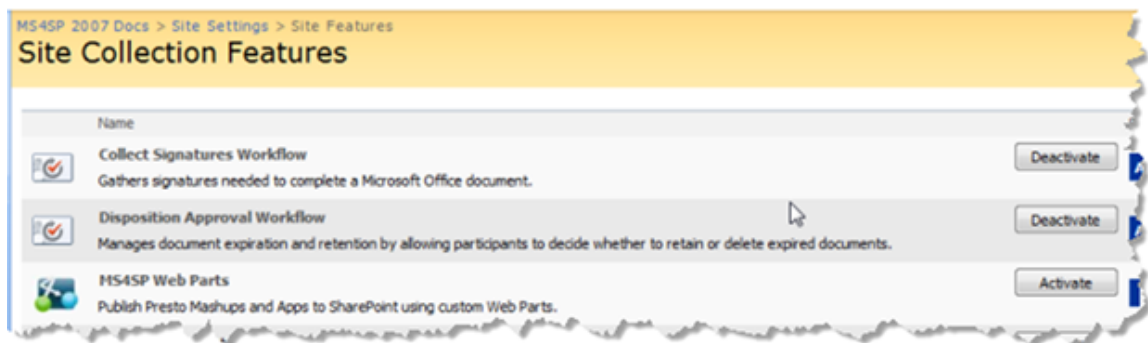 MS4SP 2007 Docs > Site Settings > Site Features
Site Collection Features
Name
Collect Signatures Workflow
Deactivate
Gathers signatures needed to complete a Microsoft Office document.
Disposition Approval Workflow
Deactivate
Manages document expiration and retention by allowing participants to decide whether to retain or delete expired documents.
MS4SP Web Parts
Activate
Publish Presto Mashups and Apps to SharePoint using custom Web Parts.